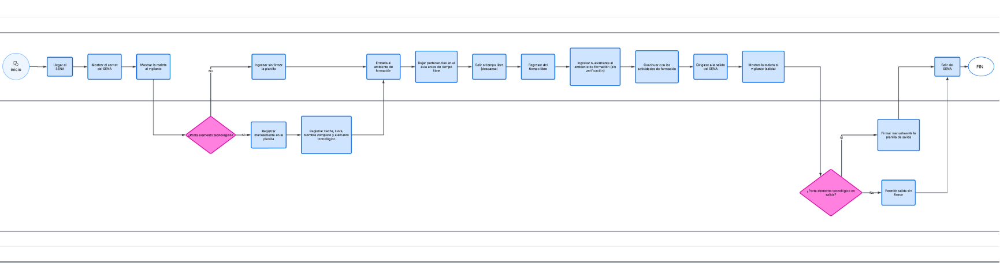 inicio
Llegar al
SENA
Mostrar el carnet
del SENA
Mostrar la maleta
al vigilante
No
Ingresar sin firmar
la planilla
Entrada al
ambiente de
formación
Dejar pertenencias en el
aula antes de tiempo
libre
Salir a tiempo libre
(descanso)
Regresar del
tiempo libre
Ingresar nuevamente al
ambiente de formación (sin
verificación)
Continuar con las
actividades de formación
Dirigirse a la salida
del SENA
Mostrar la maleta al
vigilante (salida)
Salir del
SENA
FIN
¿Porta elemento tecnológico?
Sí
Registrar
manualmente en la
planilla
Registrar Fecha, Hora,
Nombre completo y elemento
tecnológico
Sí
Firmar manualmente la
planilla de salida
¿Porta elemento tecnológico en
salida?
No
Permitir salida sin
firmar